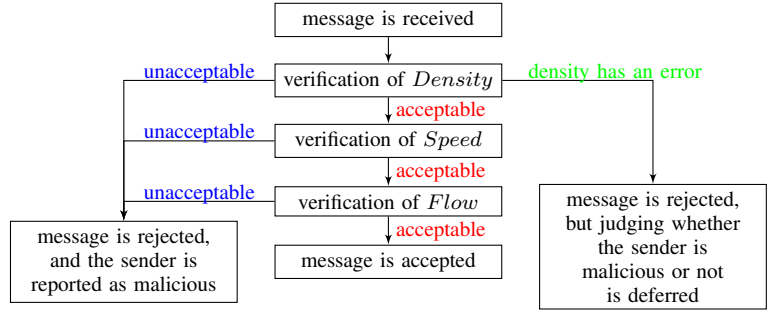 message is received
unacceptable
verification of Density
density has an error
acceptable
unacceptable
verification of Speed
acceptable
unacceptable
verification of Flow
acceptable
message is rejected,
and the sender is
reported as malicious
message is accepted
message is rejected,
but judging whether
the sender is
malicious or not
is deferred